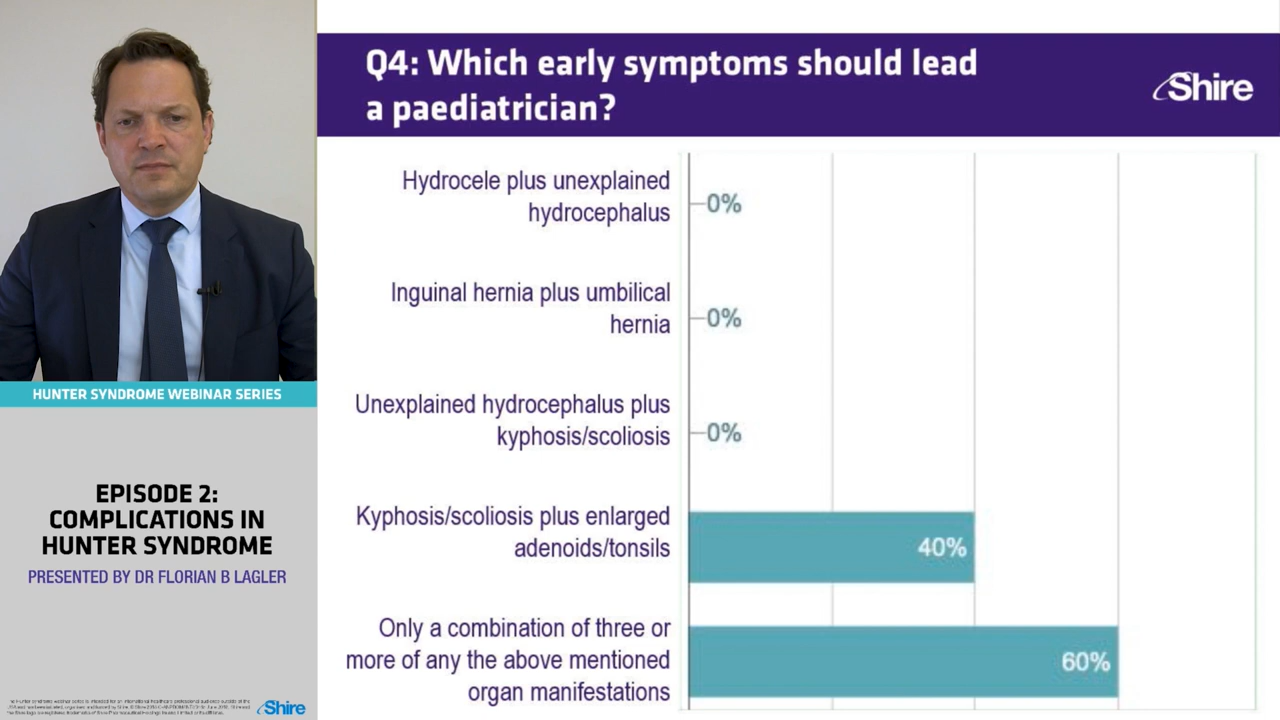 Q4: Which early symptoms should lead
a paediatrician?
Shire
Hydrocele plus unexplained
hydrocephalus
0%
Inguinal hernia plus umbilical
hernia
0%
Unexplained hydrocephalus plus
kyphosis/scoliosis
0%
Kyphosis/scoliosis plus enlarged
adenoids/tonsils
40%
Only a combination of three or
more of any the above mentioned
organ manifestations
60%
HUNTER SYNDROME WEBINAR SERIES
EPISODE 2:
COMPLICATIONS IN
HUNTER SYNDROME
PRESENTED BY DR FLORIAN B LAGLER
Shire